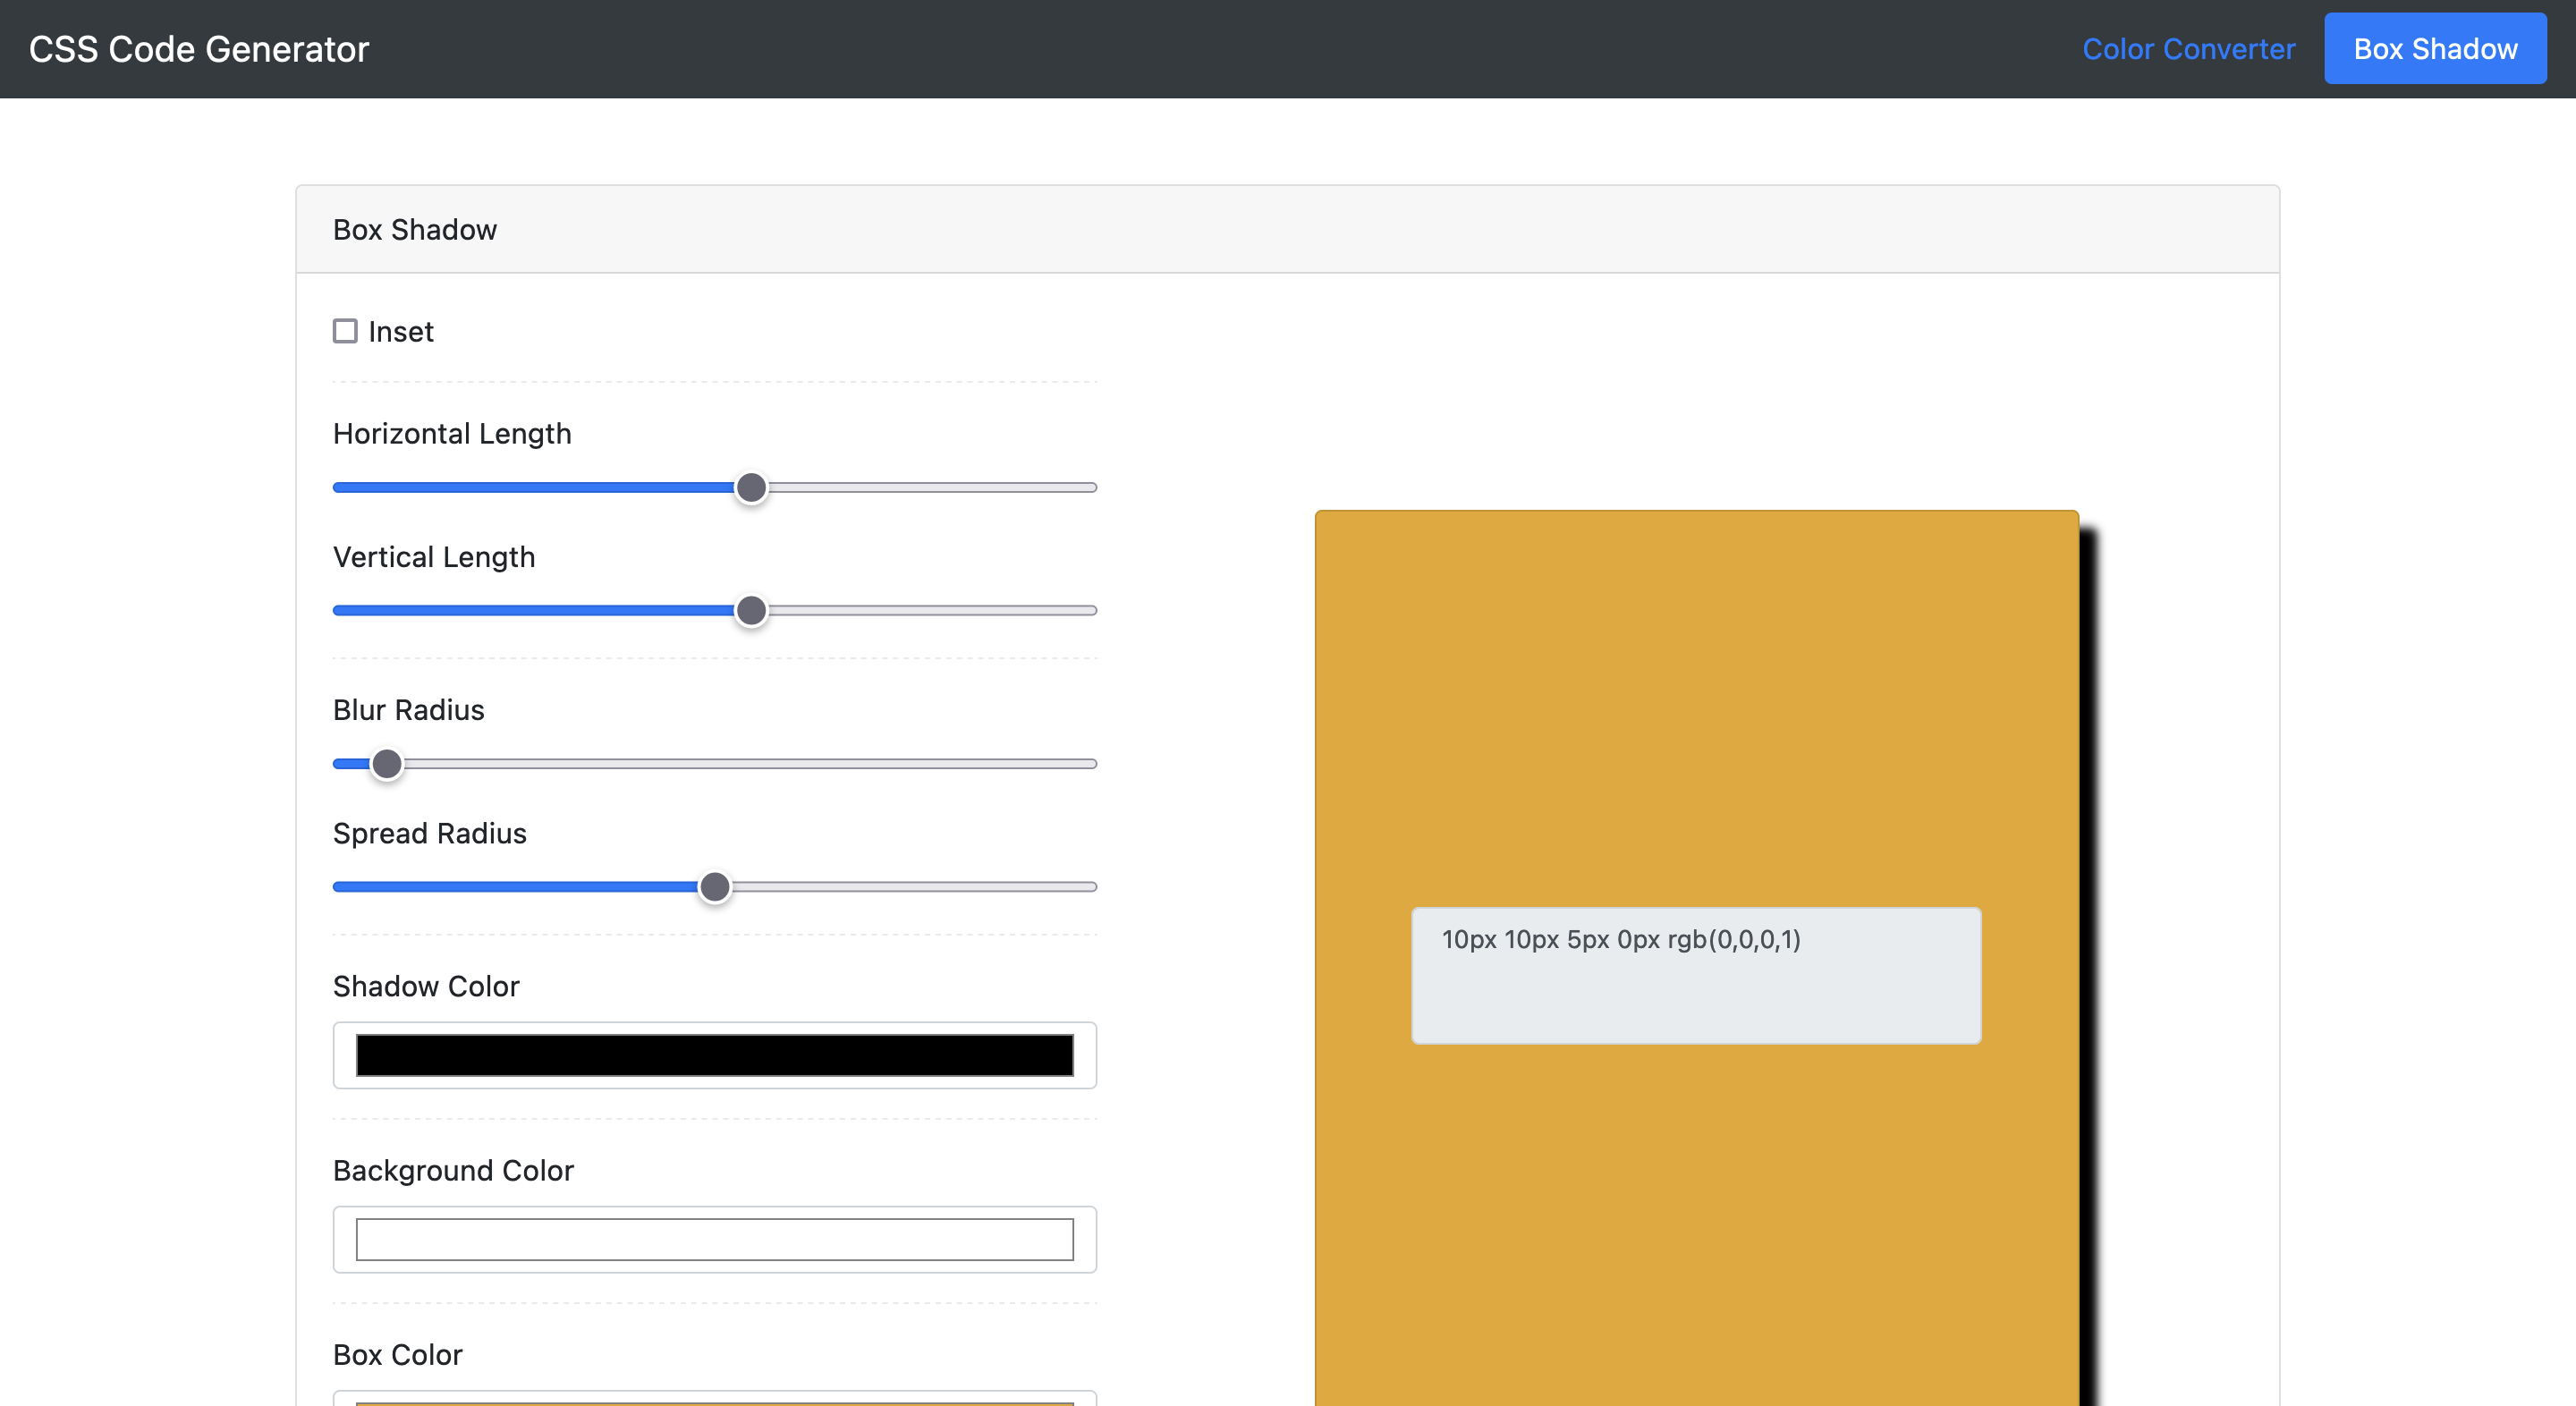 CSS Code Generator
Color Converter
Box Shadow
Box Shadow
Inset
Horizontal Length
Vertical Length
Blur Radius
Spread Radius
Shadow Color
Background Color
Box Color
10px 10px 5px 0px rgb(0,0,0,1)